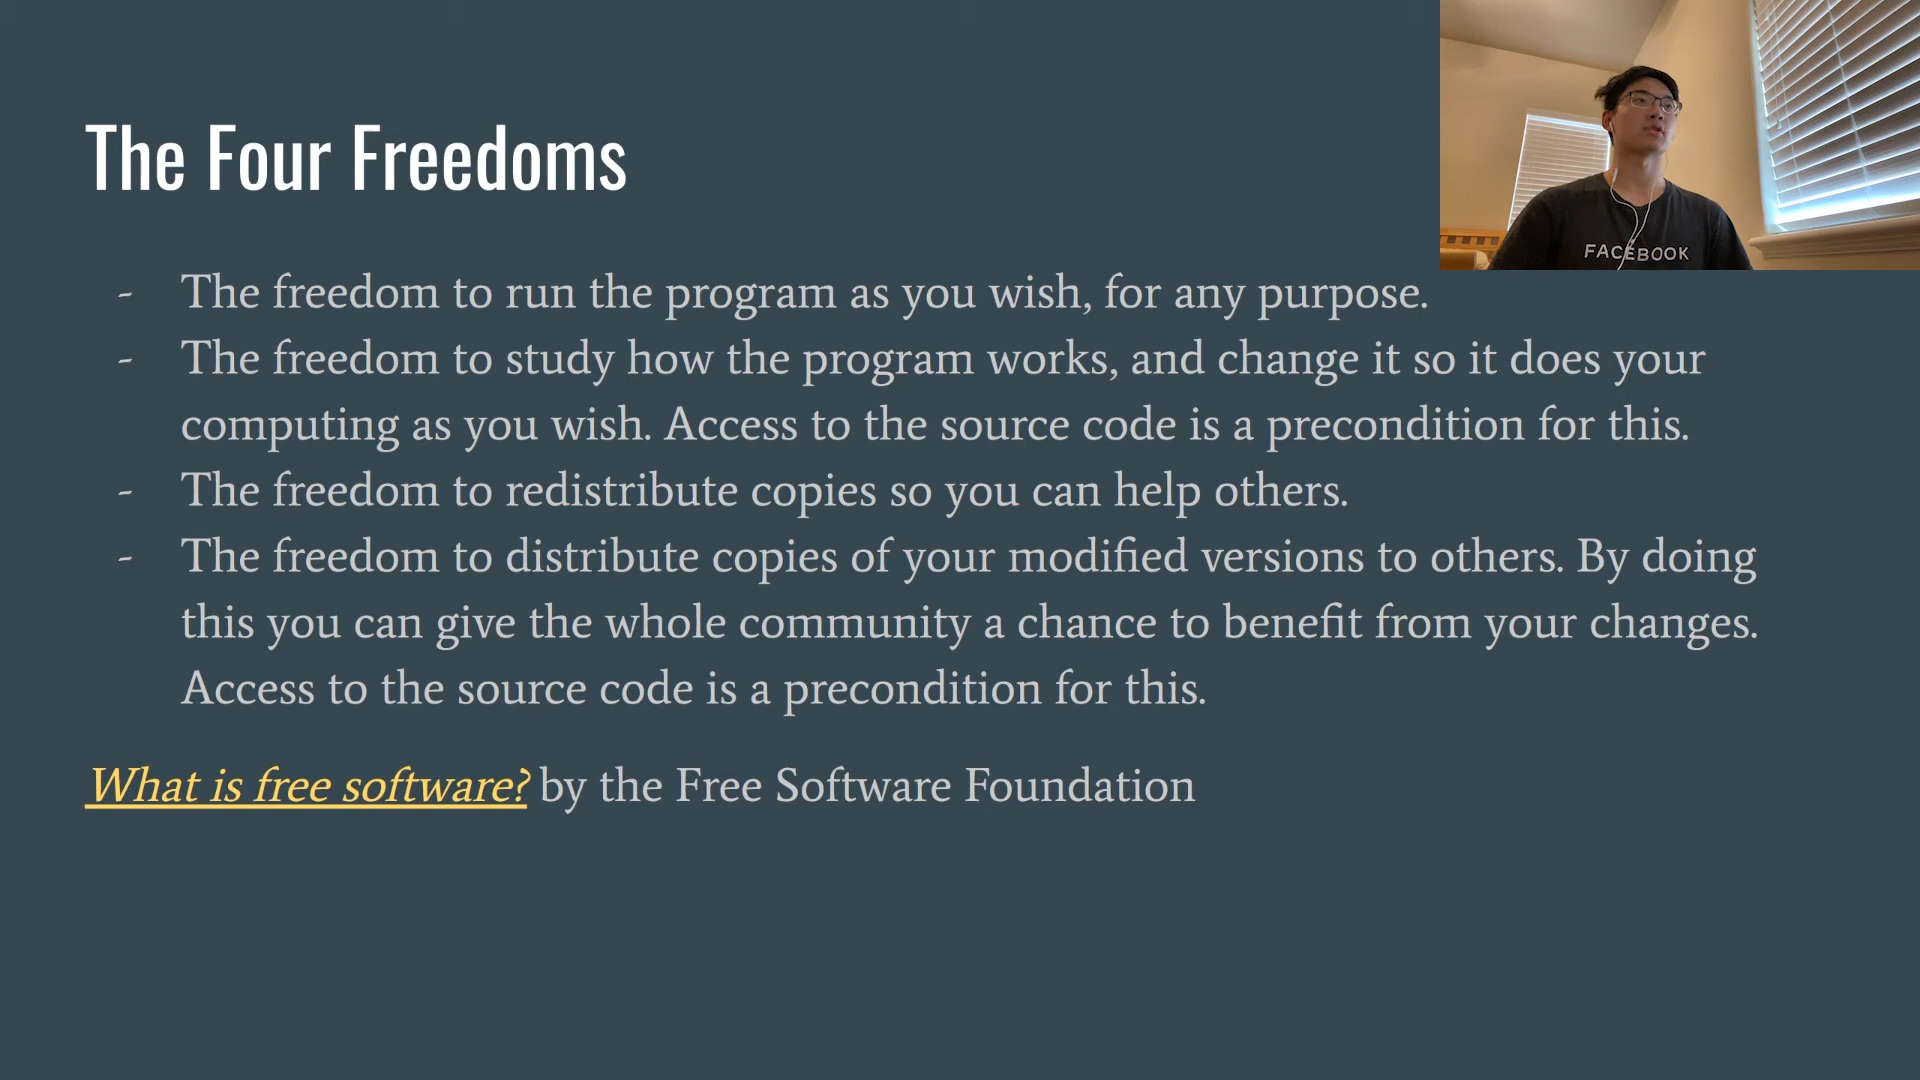 The Four Freedoms
FACEBOOK
- The freedom to run the program as you wish, for any purpose.
- The freedom to study how the program works, and change it so it does your
computing as you wish. Access to the source code is a precondition for this.
- The freedom to redistribute copies so you can help others.
- The freedom to distribute copies of your modified versions to others. By doing
this you can give the whole community a chance to benefit from your changes.
Access to the source code is a precondition for this.
What is free software? by the Free Software Foundation